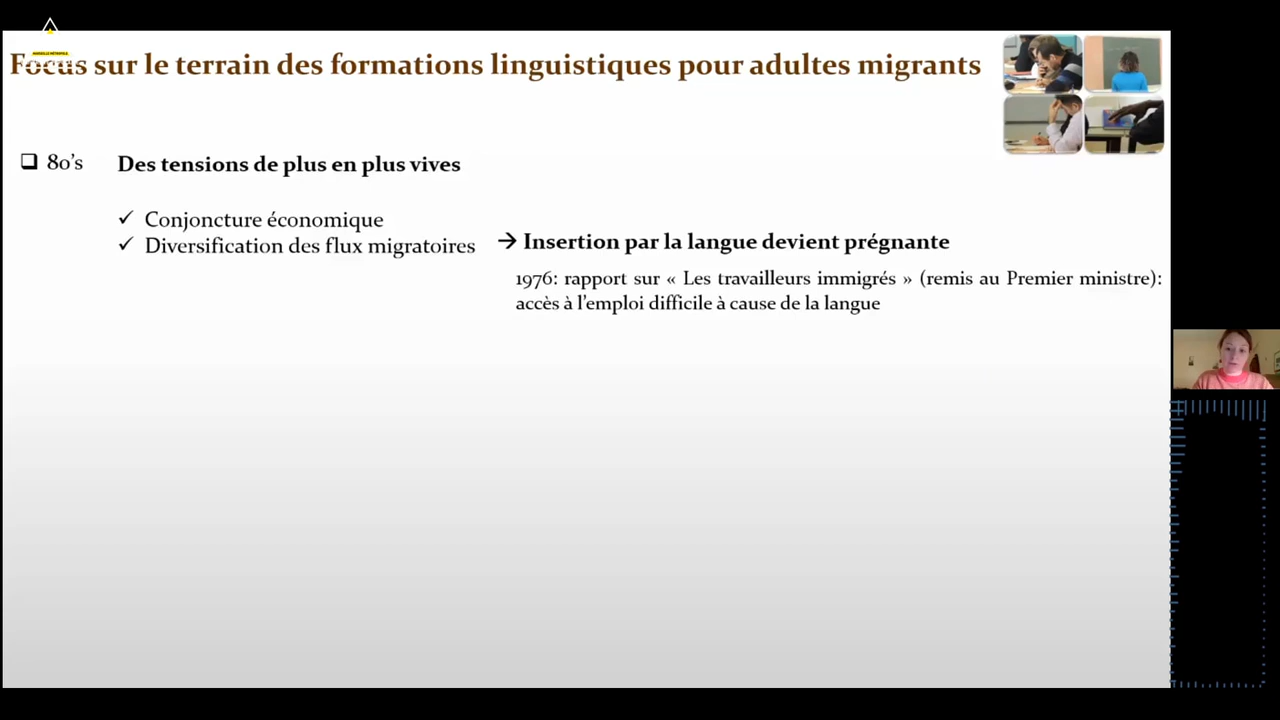 Focus sur le terrain des formations linguistiques pour adultes migrants
80's Des tensions de plus en plus vives
✓ Conjoncture économique
✓ Diversification des flux migratoires
→ Insertion par la langue devient prégnante
1976: rapport sur « Les travailleurs immigrés » (remis au Premier ministre):
accès à l'emploi difficile à cause de la langue